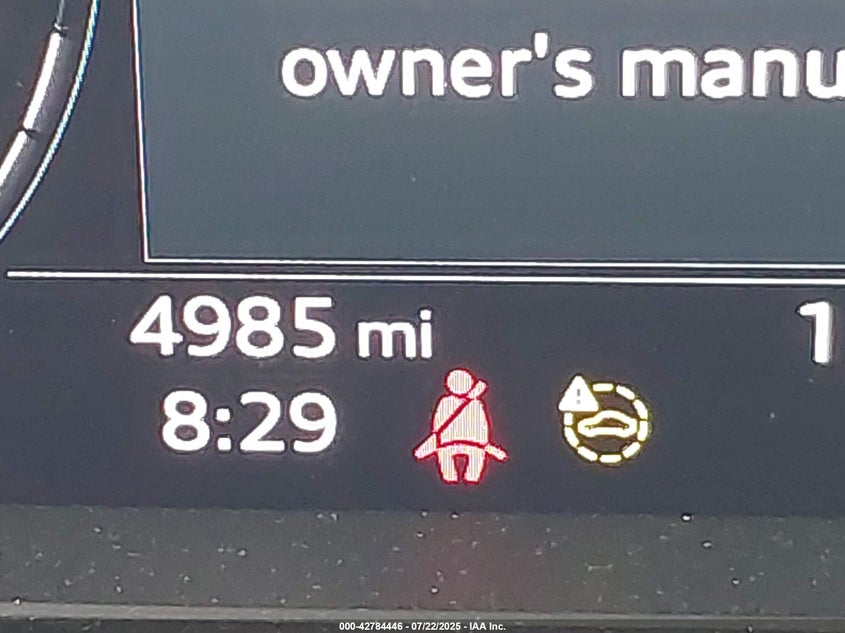 owner's manu
4985 mi
1
8:29
000-42784446 - 07/22/2025 - IAA Inc.